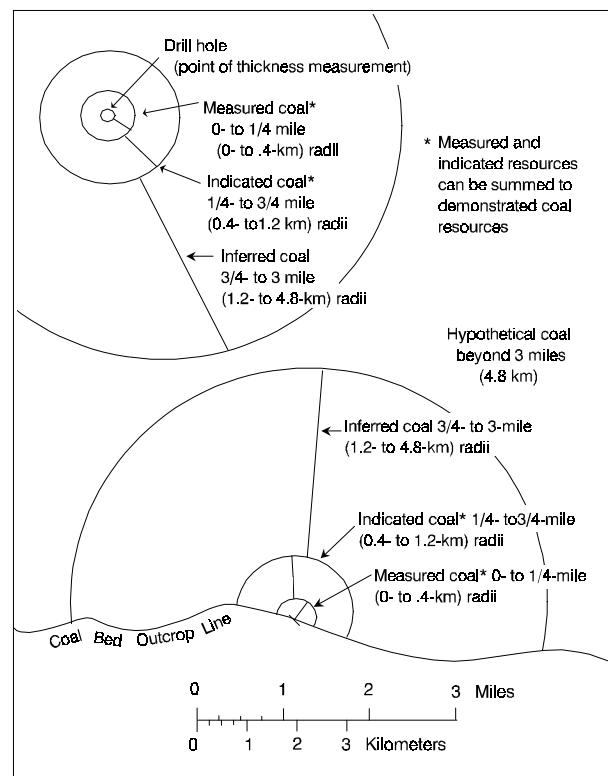 Drill hole
(point of thickness measurement)
Measured coal*
0- to 1/4 mile
(0- to .4-km) radii
Indicated coal*
1/4- to 3/4 mile
(0.4- to1.2 km) radii
Inferred coal
3/4- to 3 mile
(1.2- to 4.8-km) radii
* Measured and
indicated resources
can be summed to
demonstrated coal
resources
Hypothetical coal
beyond 3 miles
(4.8 km)
Inferred coal 3/4- to 3-mile
(1.2- to 4.8-km) radii
Indicated coal* 1/4- to3/4-mile
(0.4- to 1.2-km) radii
Measured coal* 0- to 1/4-mile
(0- to .4-km) radii
Coal Bed Outcrop Line
0 1 2 3 Miles
0 1 2 3 Kilometers